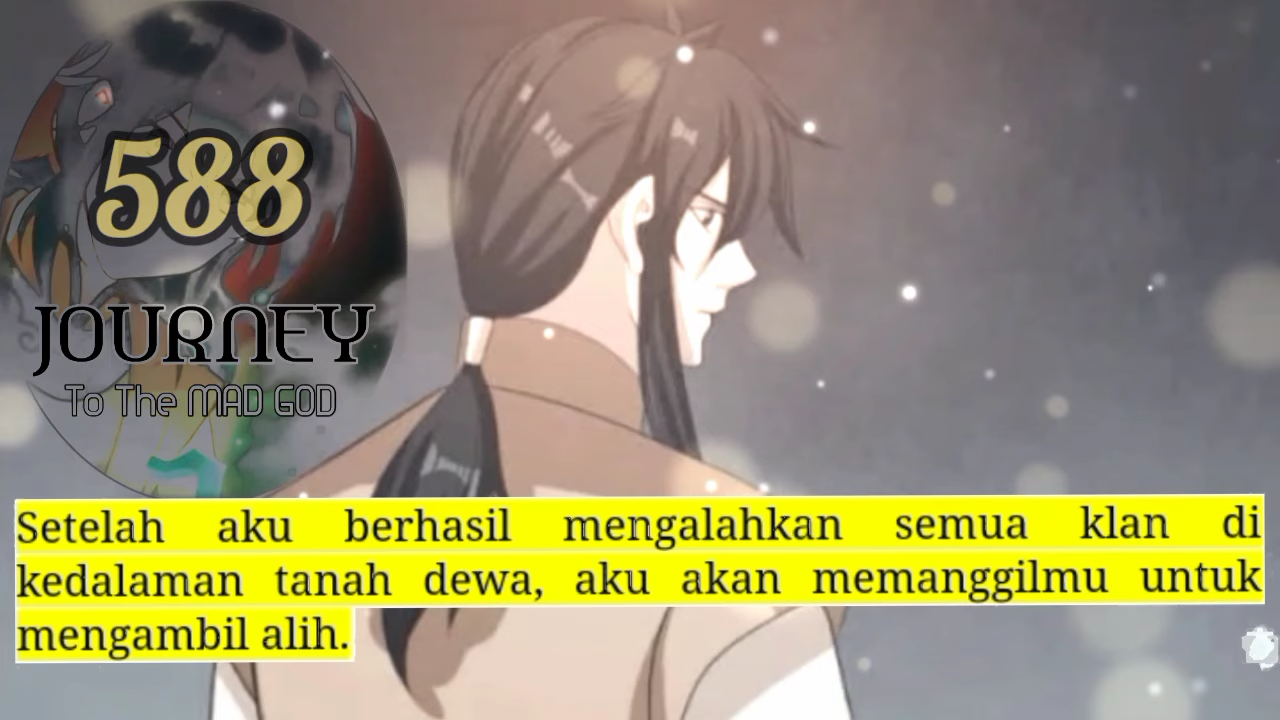 588
JOURNEY
To The MAD GOD
Setelah aku berhasil mengalahkan semua klan di
kedalaman tanah dewa, aku akan memanggilmu untuk
mengambil alih.